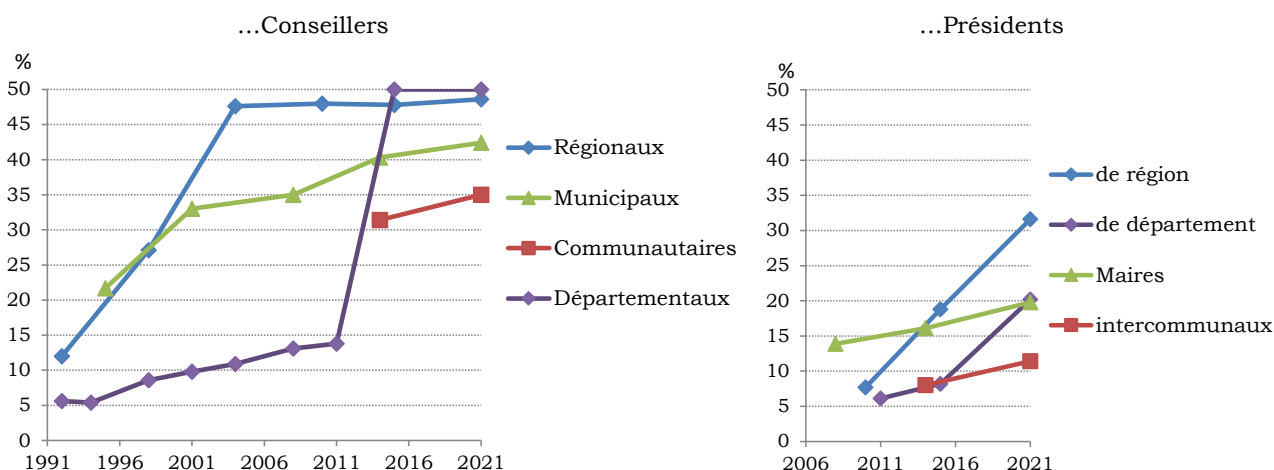 ...Conseillers
%
50
45
40
35
30
25
20
15
10
5
0
1991 1996 2001 2006 2011 2016 2021
Régionaux
Municipaux
Communautaires
Départementaux
...Présidents
%
50
45
40
35
30
25
20
15
10
5
0
2006 2011 2016 2021
de région
de département
Maires
intercommunaux